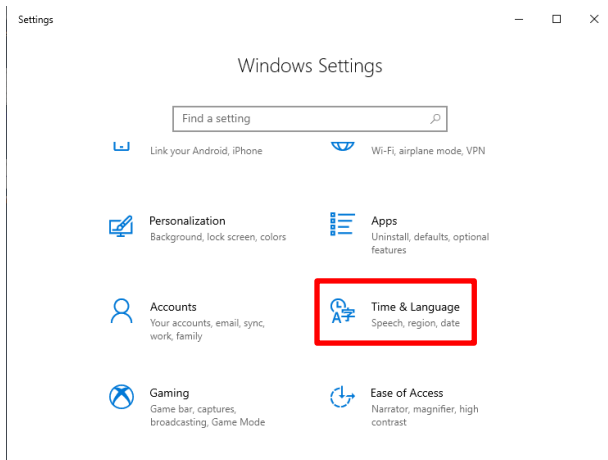 Settings
Windows Settings
Find a setting
Link your Android, iPhone
Wi-Fi, airplane mode, VPN
Personalization
Background, lock screen, colors
Apps
Uninstall, defaults, optional
features
Accounts
Your accounts, email, sync,
work, family
A字
Time & Language
Speech, region, date
Gaming
Game bar, captures,
broadcasting, Game Mode
Ease of Access
Narrator, magnifier, high
contrast